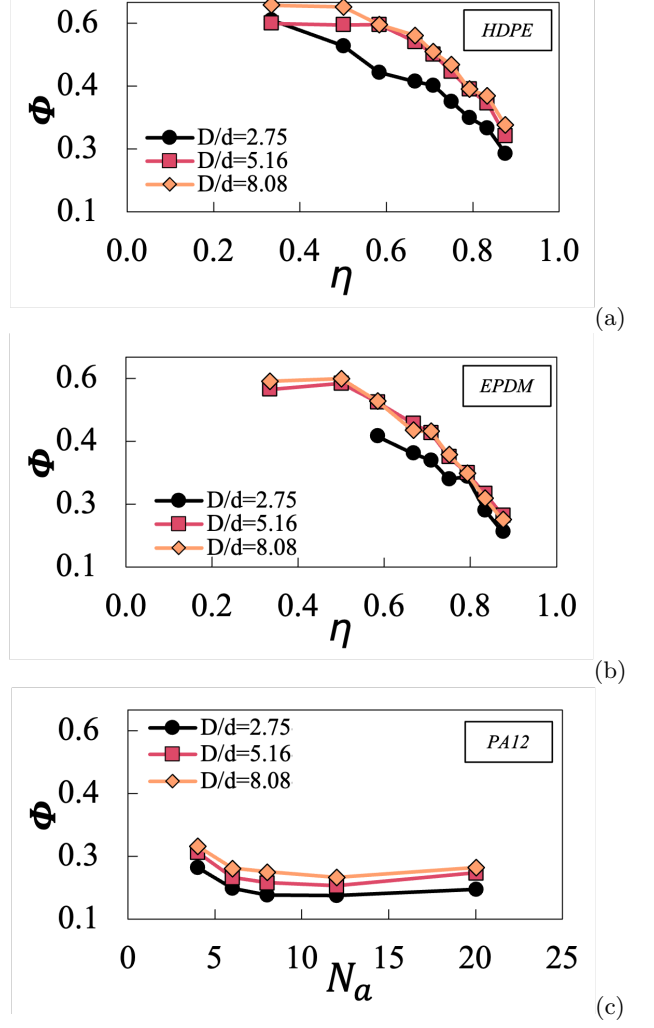 0.6
HDPE
0.4
Φ
0.3
D/d=2.75
D/d=5.16
D/d=8.08
0.1
0.0 0.2 0.4 0.6 0.8 1.0
η
(a)
0.6
EPDM
0.4
Φ
0.3
D/d=2.75
D/d=5.16
D/d=8.08
0.1
0.0 0.2 0.4 0.6 0.8 1.0
η
(b)
0.6
D/d=2.75
D/d=5.16
D/d=8.08
PA12
0.4
Φ
0.3
0.1
0 5 10 15 20 25
Nₐ
(c)